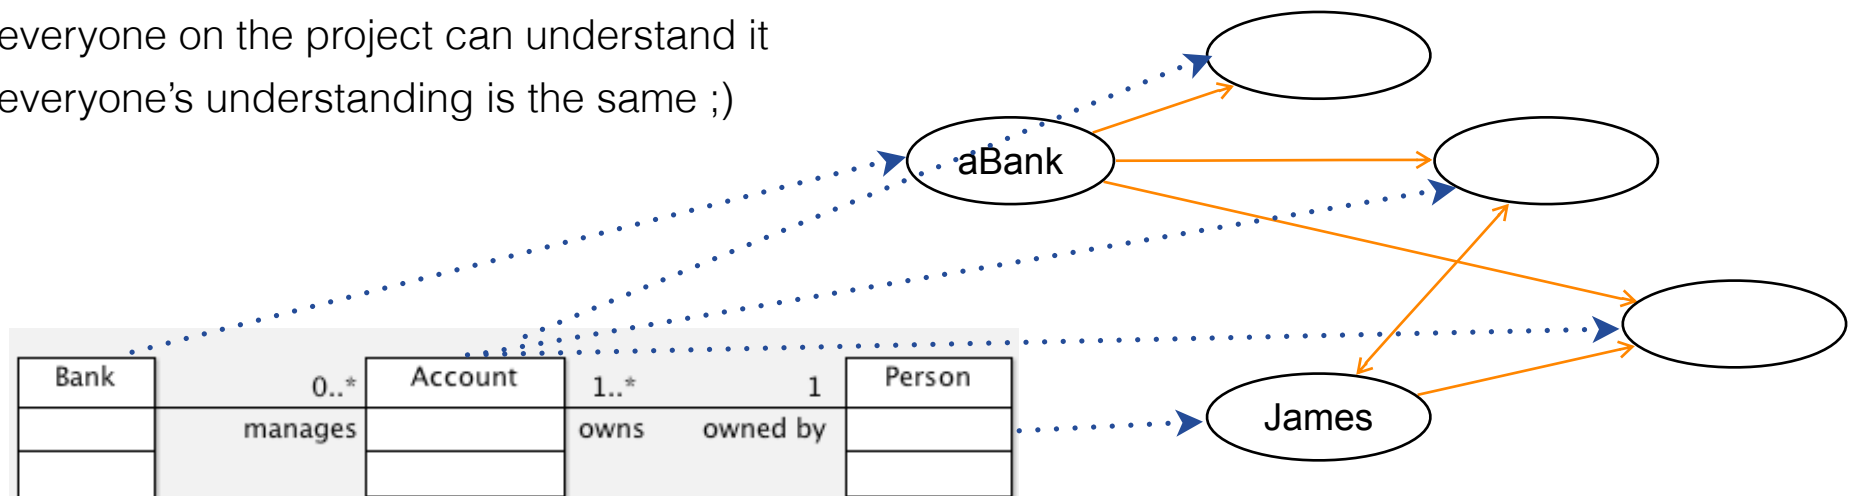 everyone on the project can understand it
everyone's understanding is the same ;)
aBank
Bank
0..*
Account
1..*
1
Person
manages
owns
owned by
James